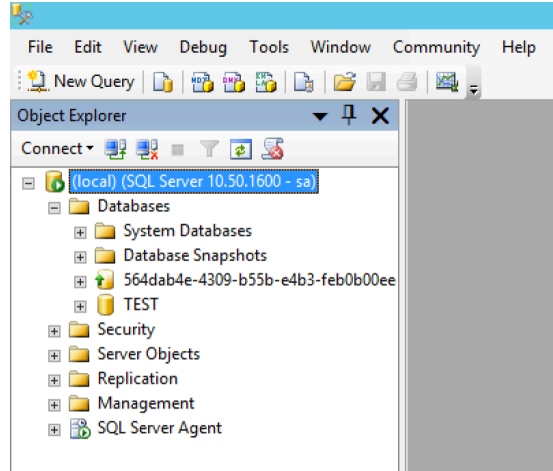 File Edit View Debug Tools Window Community Help
New Query
Object Explorer
Connect
(local) (SQL Server 10.50.1600 - sa)
Databases
System Databases
Database Snapshots
564dab4e-4309-b55b-e4b3-feb0b00ee
TEST
Security
Server Objects
Replication
Management
SQL Server Agent